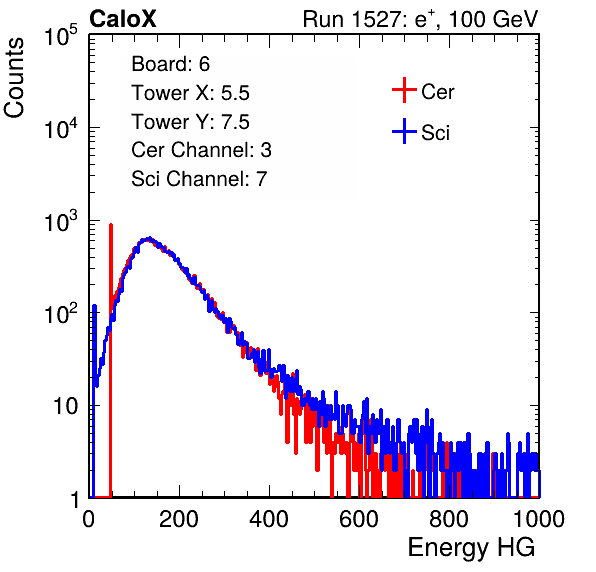 CaloX Run 1527: e⁺, 100 GeV
Counts
10⁵
10⁴
10³
10²
10
1
Board: 6
Tower X: 5.5
Tower Y: 7.5
Cer Channel: 3
Sci Channel: 7
Cer
Sci
0 200 400 600 800 1000
Energy HG